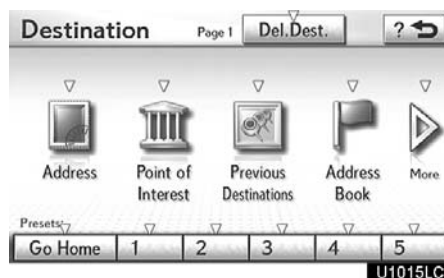 Destination Page 1 Del.Dest. ?
Address Point of Interest Previous Destinations Address Book More
Presets:
Go Home 1 2 3 4 5
U1015LC